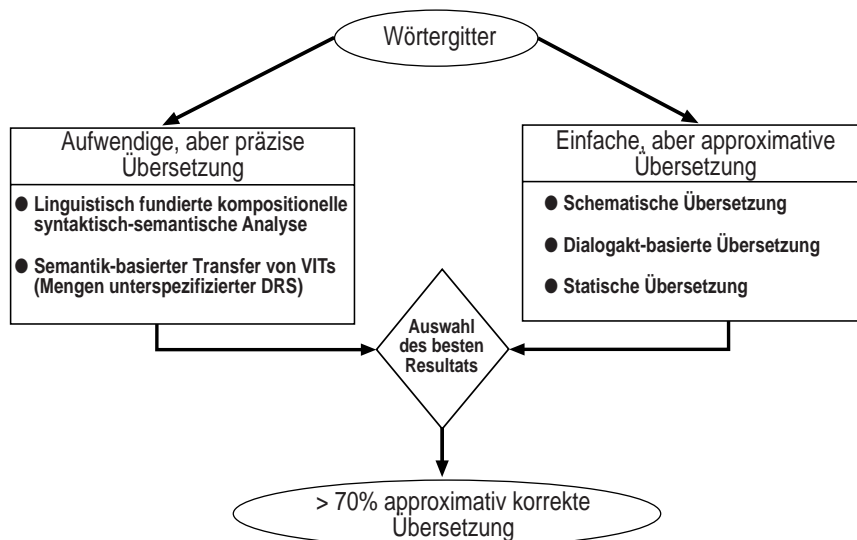 Wörtergitter
Aufwendige, aber präzise
Übersetzung
● Linguistisch fundierte kompositionelle
syntaktisch-semantische Analyse
● Semantik-basierter Transfer von VITs
(Mengen unterspezifizierter DRS)
Einfache, aber approximative
Übersetzung
● Schematische Übersetzung
● Dialogakt-basierte Übersetzung
● Statische Übersetzung
Auswahl
des besten
Resultats
> 70% approximativ korrekte
Übersetzung